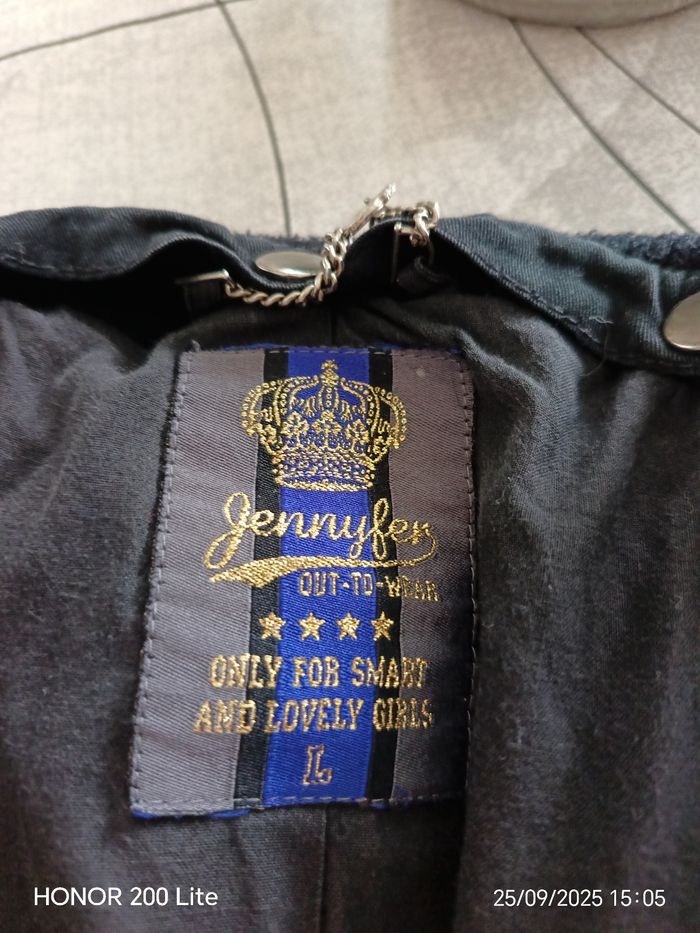 Jennyfer
OUT-TO-WEAR
ONLY FOR SMART
AND LOVELY GIRLS
L
HONOR 200 Lite
25/09/2025 15:05